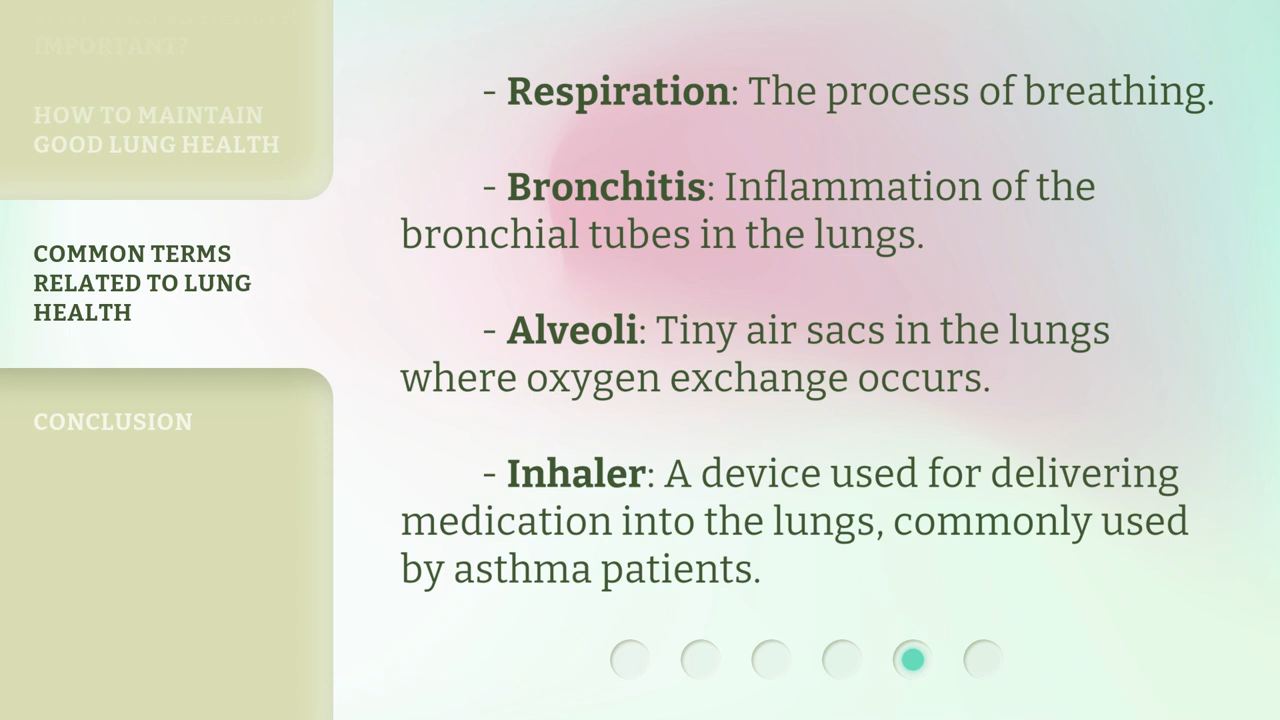 IMPORTANT?
HOW TO MAINTAIN
GOOD LUNG HEALTH
COMMON TERMS
RELATED TO LUNG
HEALTH
CONCLUSION
- Respiration: The process of breathing.
- Bronchitis: Inflammation of the
bronchial tubes in the lungs.
- Alveoli: Tiny air sacs in the lungs
where oxygen exchange occurs.
- Inhaler: A device used for delivering
medication into the lungs, commonly used
by asthma patients.